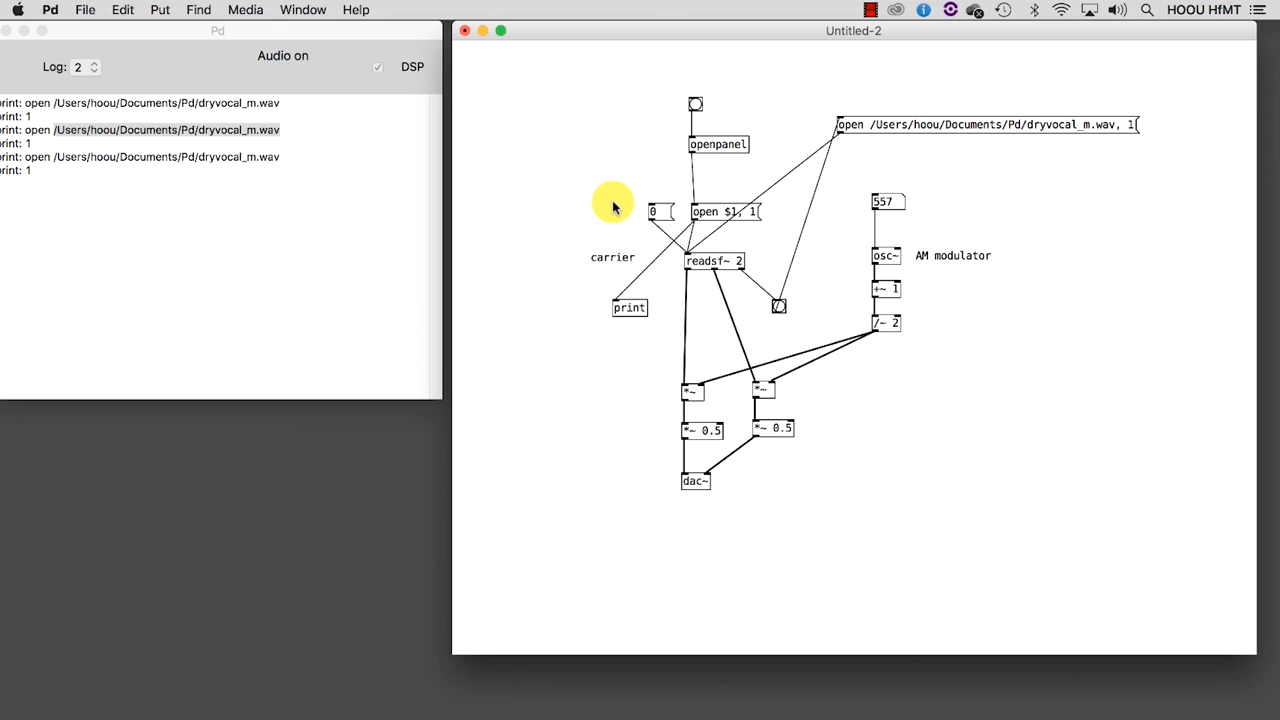 Pd File Edit Put Find Media Window Help HOOU HfMT
Pd
Audio on
Log: 2 DSP
print: open /Users/hoou/Documents/Pd/dryvocal_m.wav
print: 1
print: open /Users/hoou/Documents/Pd/dryvocal_m.wav
print: 1
print: open /Users/hoou/Documents/Pd/dryvocal_m.wav
print: 1
Untitled-2
open /Users/hoou/Documents/Pd/dryvocal_m.wav, 1
openpanel
557
0
open $1, 1
carrier
readsf~ 2
osc~
AM modulator
+~ 1
print
/~ 2
*~
*~
*~ 0.5
*~ 0.5
dac~